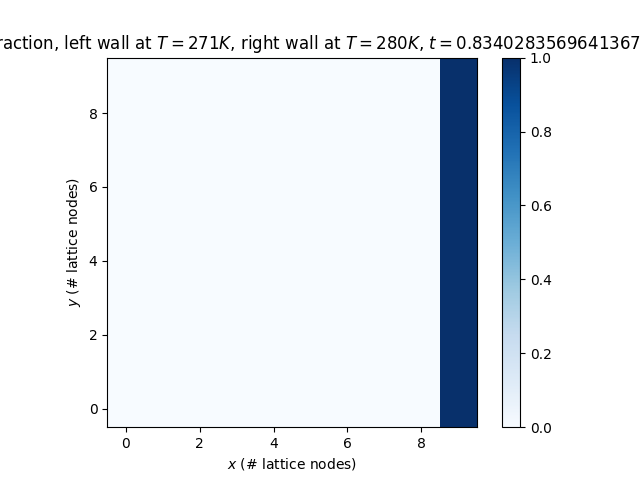 raction, left wall at T = 271K, right wall at T = 280K, t = 0.8340283569641367
1.0
8
0.8
6
0.6
y (# lattice nodes)
4
0.4
2
0.2
0
0.0
0 2 4 6 8
x (# lattice nodes)